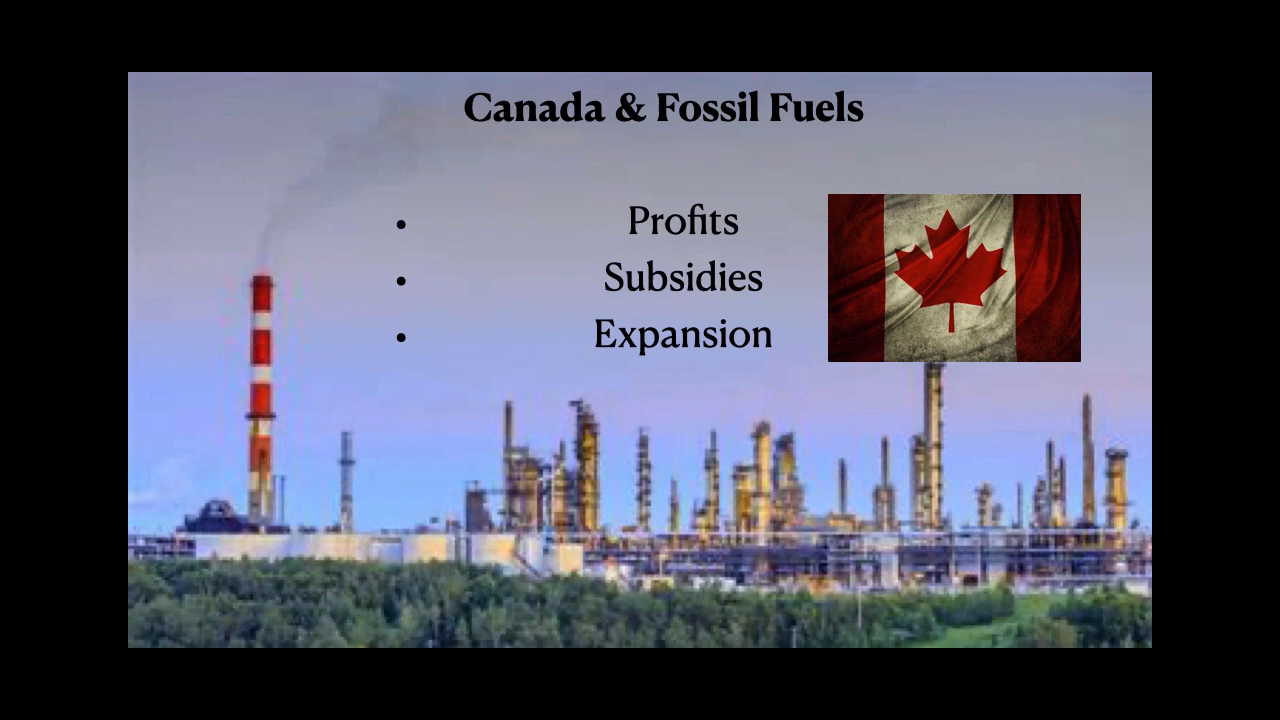 Canada & Fossil Fuels
• Profits
• Subsidies
• Expansion